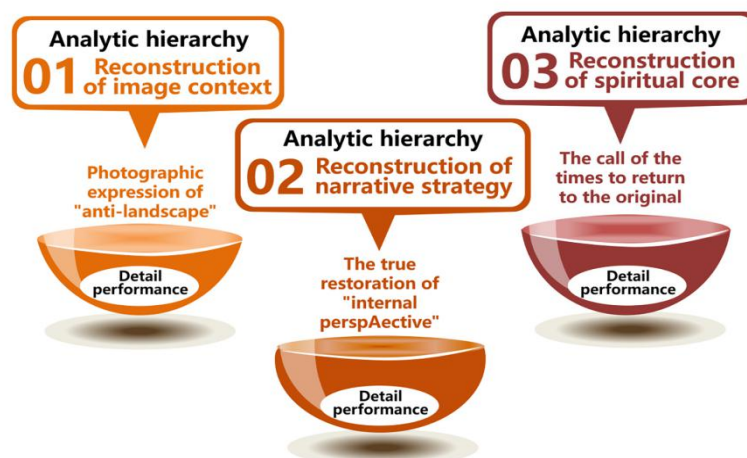 Analytic hierarchy
01 Reconstruction
of image context
Photographic
expression of
"anti-landscape"
Detail
performance
Analytic hierarchy
02 Reconstruction of
narrative strategy
The true
restoration of
"internal
perspAective"
Detail
performance
Analytic hierarchy
03 Reconstruction
of spiritual core
The call of the
times to return
to the original
Detail
performance